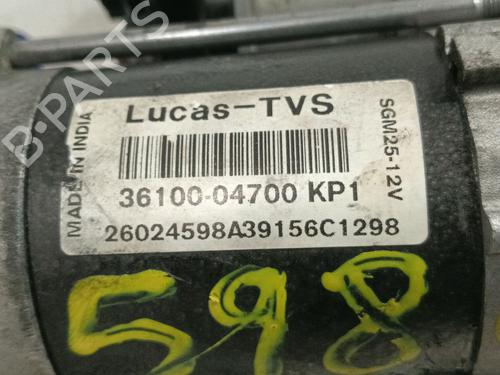 B-PARTS
Lucas-TVS
MADE IN INDIA
SGM25-12V
36100-04700 KP1
26024598A39156C1298
598